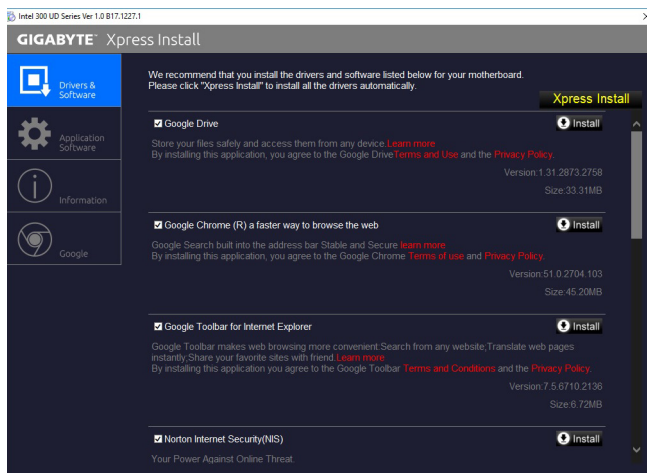 Intel 300 UD Series Ver 1.0 B17.1227.1
GIGABYTE™ Xpress Install
Drivers & Software
Application Software
Information
Google
We recommend that you install the drivers and software listed below for your motherboard.
Please click "Xpress Install" to install all the drivers automatically.
Xpress Install
Google Drive
Install
Store your files safely and access them from any device.Learn more
By installing this application, you agree to the Google DriveTerms and Use and the Privacy Policy.
Version:1.31.2873.2758
Size:33.31MB
Google Chrome (R) a faster way to browse the web
Install
Google Search built into the address bar Stable and Secure learn more
By installing this application, you agree to the Google Chrome Terms of use and Privacy Policy.
Version:51.0.2704.103
Size:45.20MB
Google Toolbar for Internet Explorer
Install
Google Toolbar makes web browsing more convenient:Search from any website;Translate web pages
instantly;Share your favorite sites with friend.Learn more
By installing this application you agree to the Google Toolbar Terms and Conditions and the Privacy Policy.
Version:7.5.6710.2136
Size:6.72MB
Norton Internet Security(NIS)
Install
Your Power Against Online Threat.